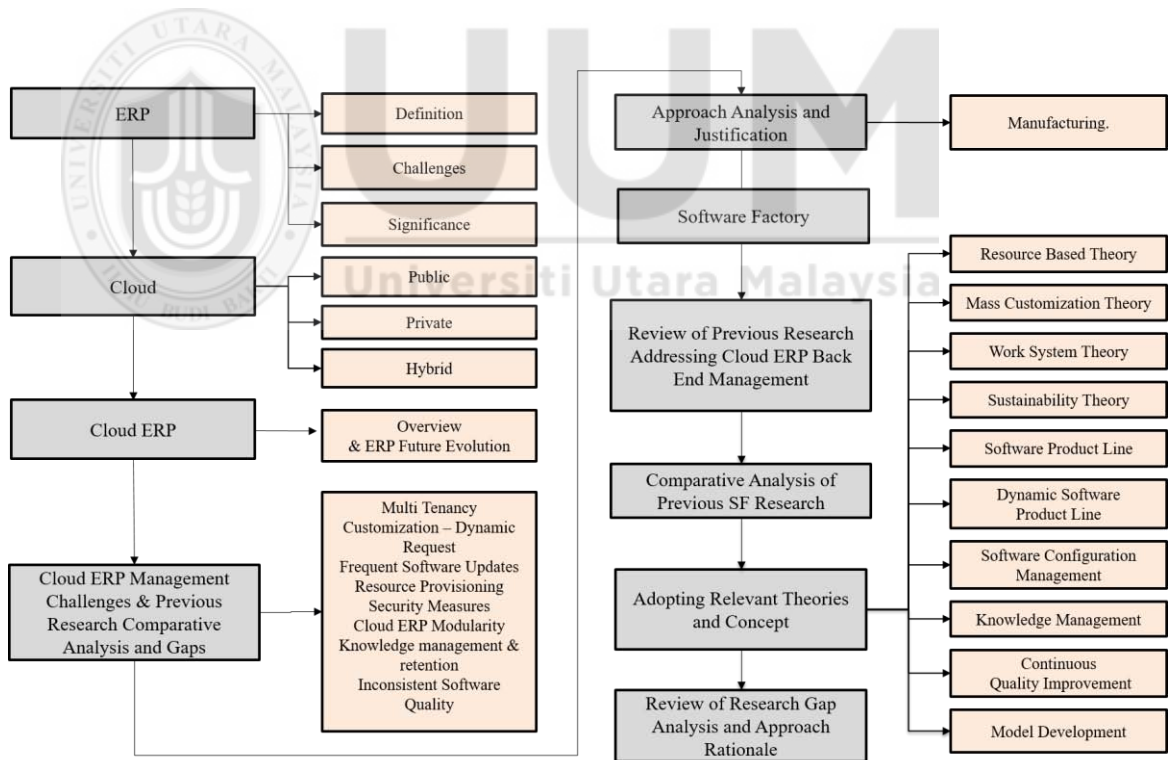 ERP
Definition
Challenges
Significance
Cloud
Public
Private
Hybrid
Cloud ERP
Overview
& ERP Future Evolution
Cloud ERP Management
Challenges & Previous
Research Comparative
Analysis and Gaps
Multi Tenancy
Customization – Dynamic
Request
Frequent Software Updates
Resource Provisioning
Security Measures
Cloud ERP Modularity
Knowledge management &
retention
Inconsistent Software
Quality
Approach Analysis and
Justification
Manufacturing.
Software Factory
Review of Previous Research
Addressing Cloud ERP Back
End Management
Comparative Analysis of
Previous SF Research
Adopting Relevant Theories
and Concept
Resource Based Theory
Mass Customization Theory
Work System Theory
Sustainability Theory
Software Product Line
Dynamic Software
Product Line
Software Configuration
Management
Knowledge Management
Continuous
Quality Improvement
Model Development
Review of Research Gap
Analysis and Approach
Rationale
UUM
Universiti Utara Malaysia
UNIVERSITI UTARA MALAYSIA
BUDI